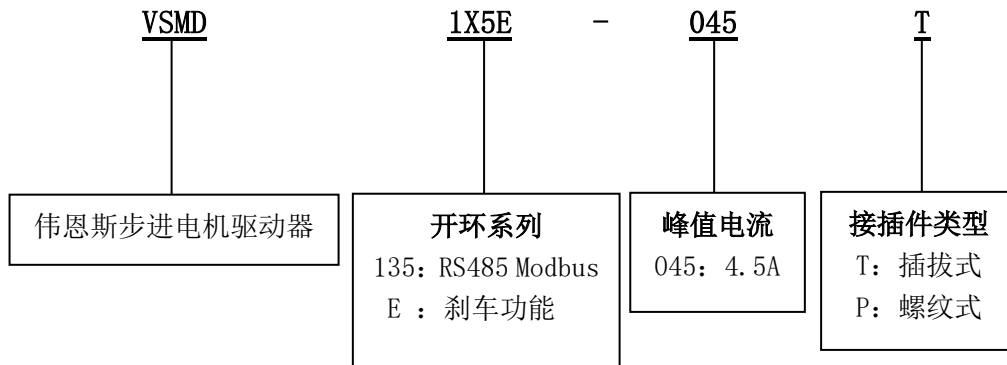 VSMD 1X5E - 045 T
伟恩斯步进电机驱动器
开环系列
135：RS485 Modbus
E ：刹车功能
峰值电流
045：4.5A
接插件类型
T：插拔式
P：螺纹式